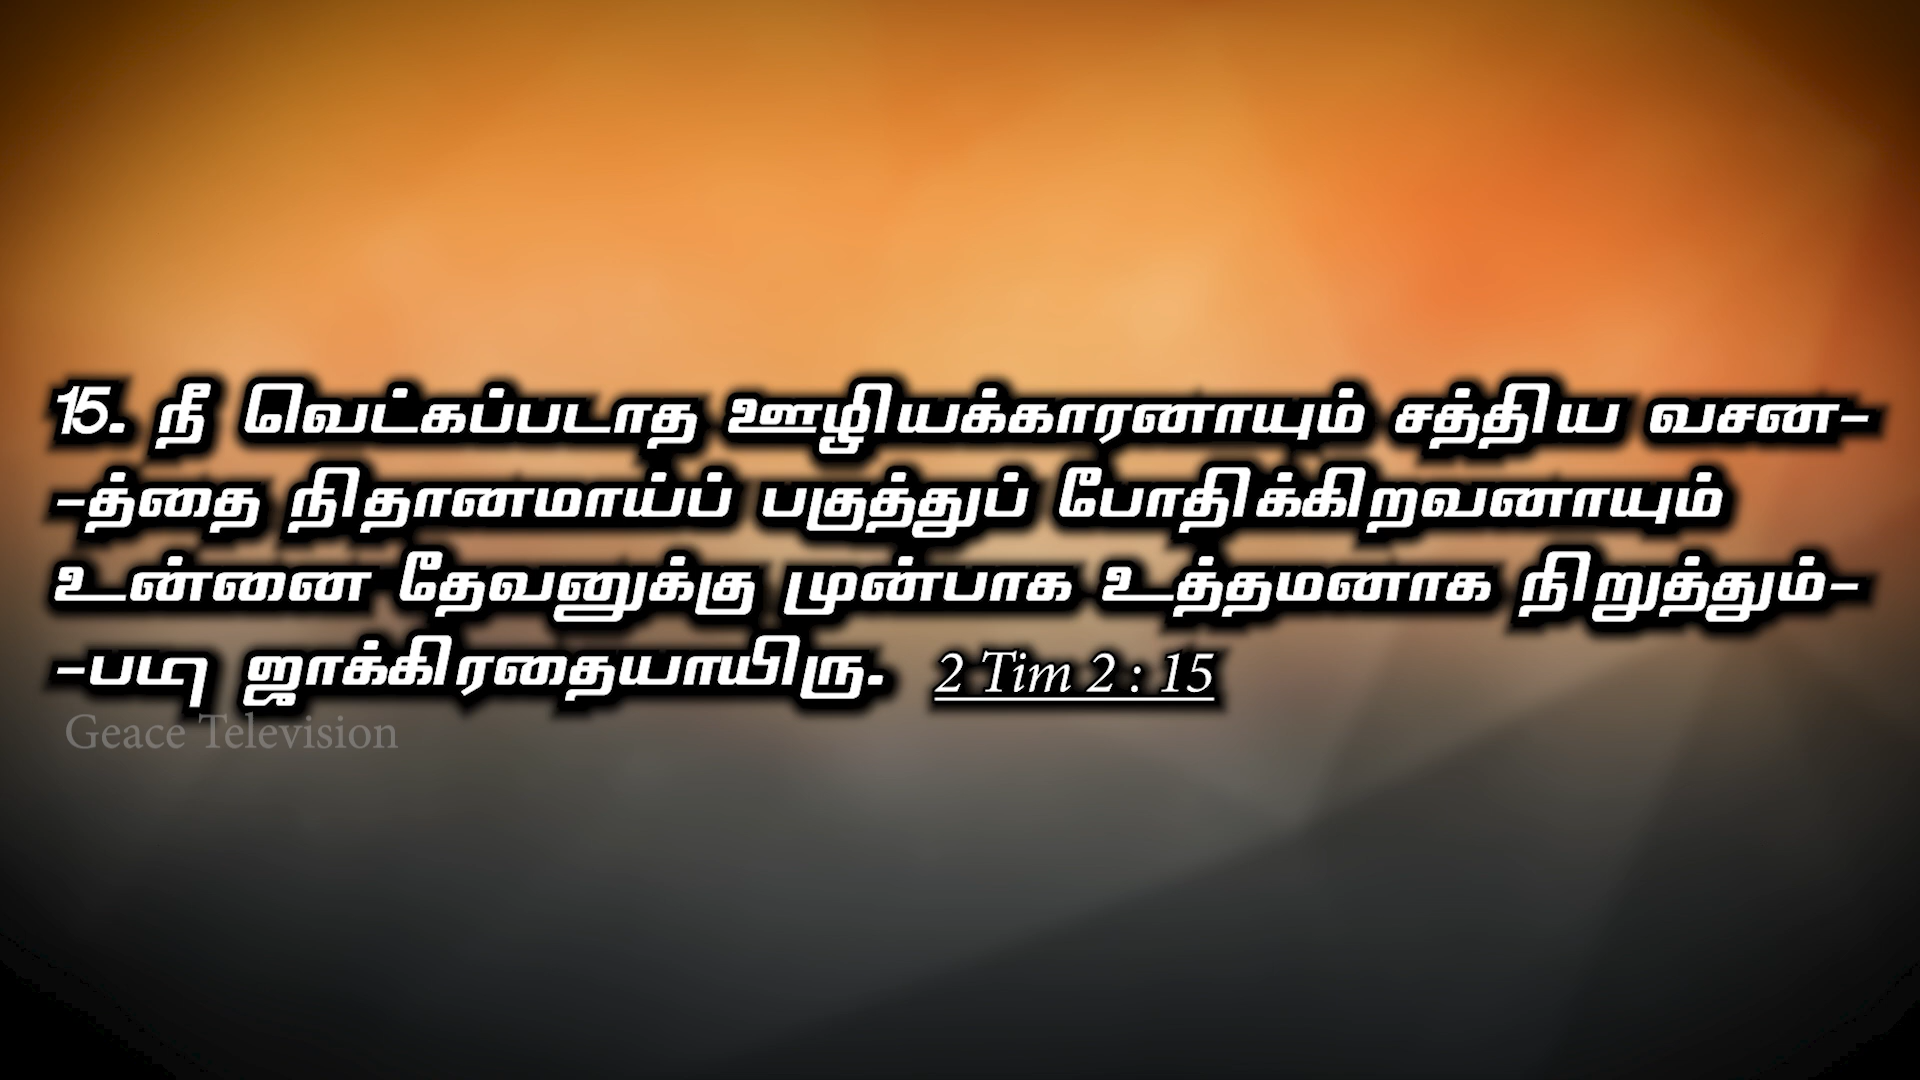 15. நீ வெட்கப்படாத ஊழியக்காரனாயும் சத்திய வசன-
-த்தை நிதானமாய்ப் பகுத்துப் போதிக்கிறவனாயும்
உன்னை தேவனுக்கு முன்பாக உத்தமனாக நிறுத்தும்-
-படி ஜாக்கிரதையாயிரு. 2 Tim 2 : 15
Geace Television